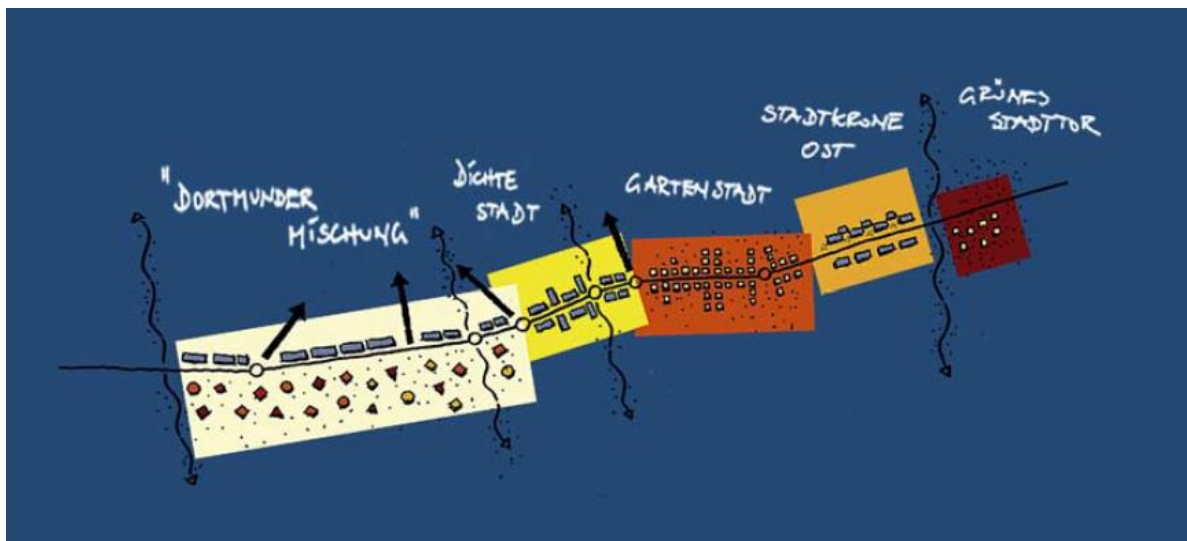 "DORTMUNDER
MISCHUNG"
DICHTE
STADT
GARTENSTADT
STADTKRONE
OST
GRÜNES
STADTTOR